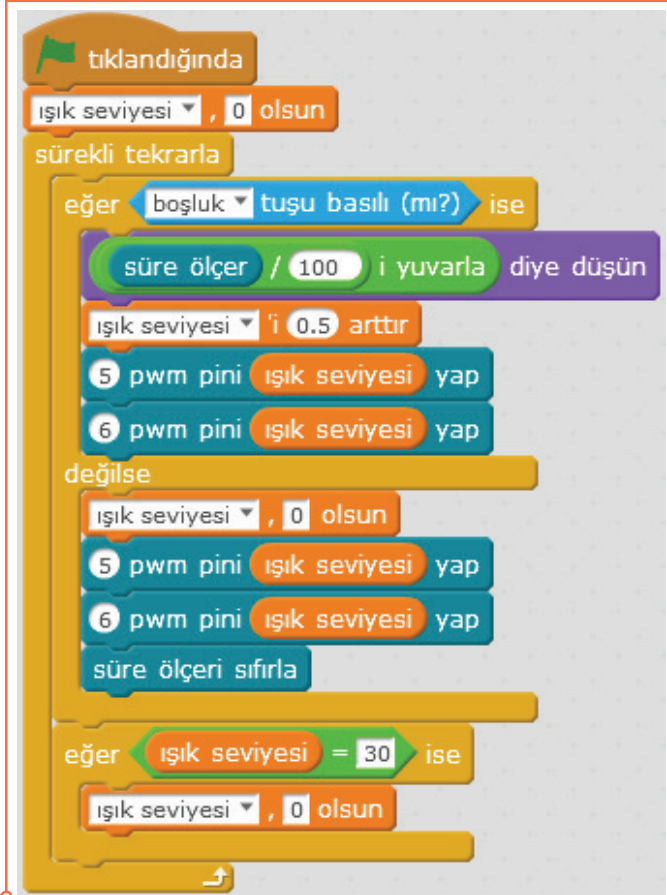 tıklandığında
ışık seviyesi , 0 olsun
sürekli tekrarla
eğer boşluk tuşu basılı (mı?) ise
süre ölçer / 100 i yuvarla diye düşün
ışık seviyesi 'i 0.5 arttır
5 pwm pini ışık seviyesi yap
6 pwm pini ışık seviyesi yap
değilse
ışık seviyesi , 0 olsun
5 pwm pini ışık seviyesi yap
6 pwm pini ışık seviyesi yap
süre ölçeri sıfırla
eğer ışık seviyesi = 30 ise
ışık seviyesi , 0 olsun